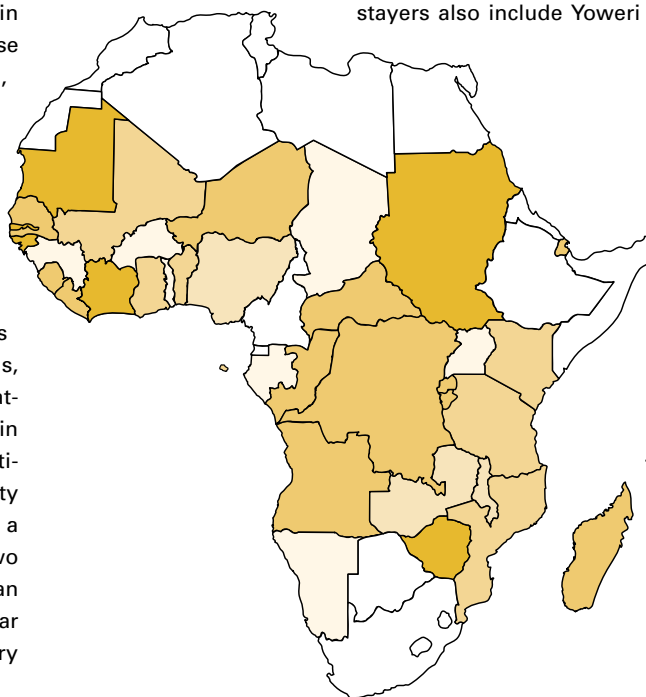 in
se
,
s
s,
nt-
in
ti-
ty
a
vo
an
ar
ry
stayers also include Yoweri